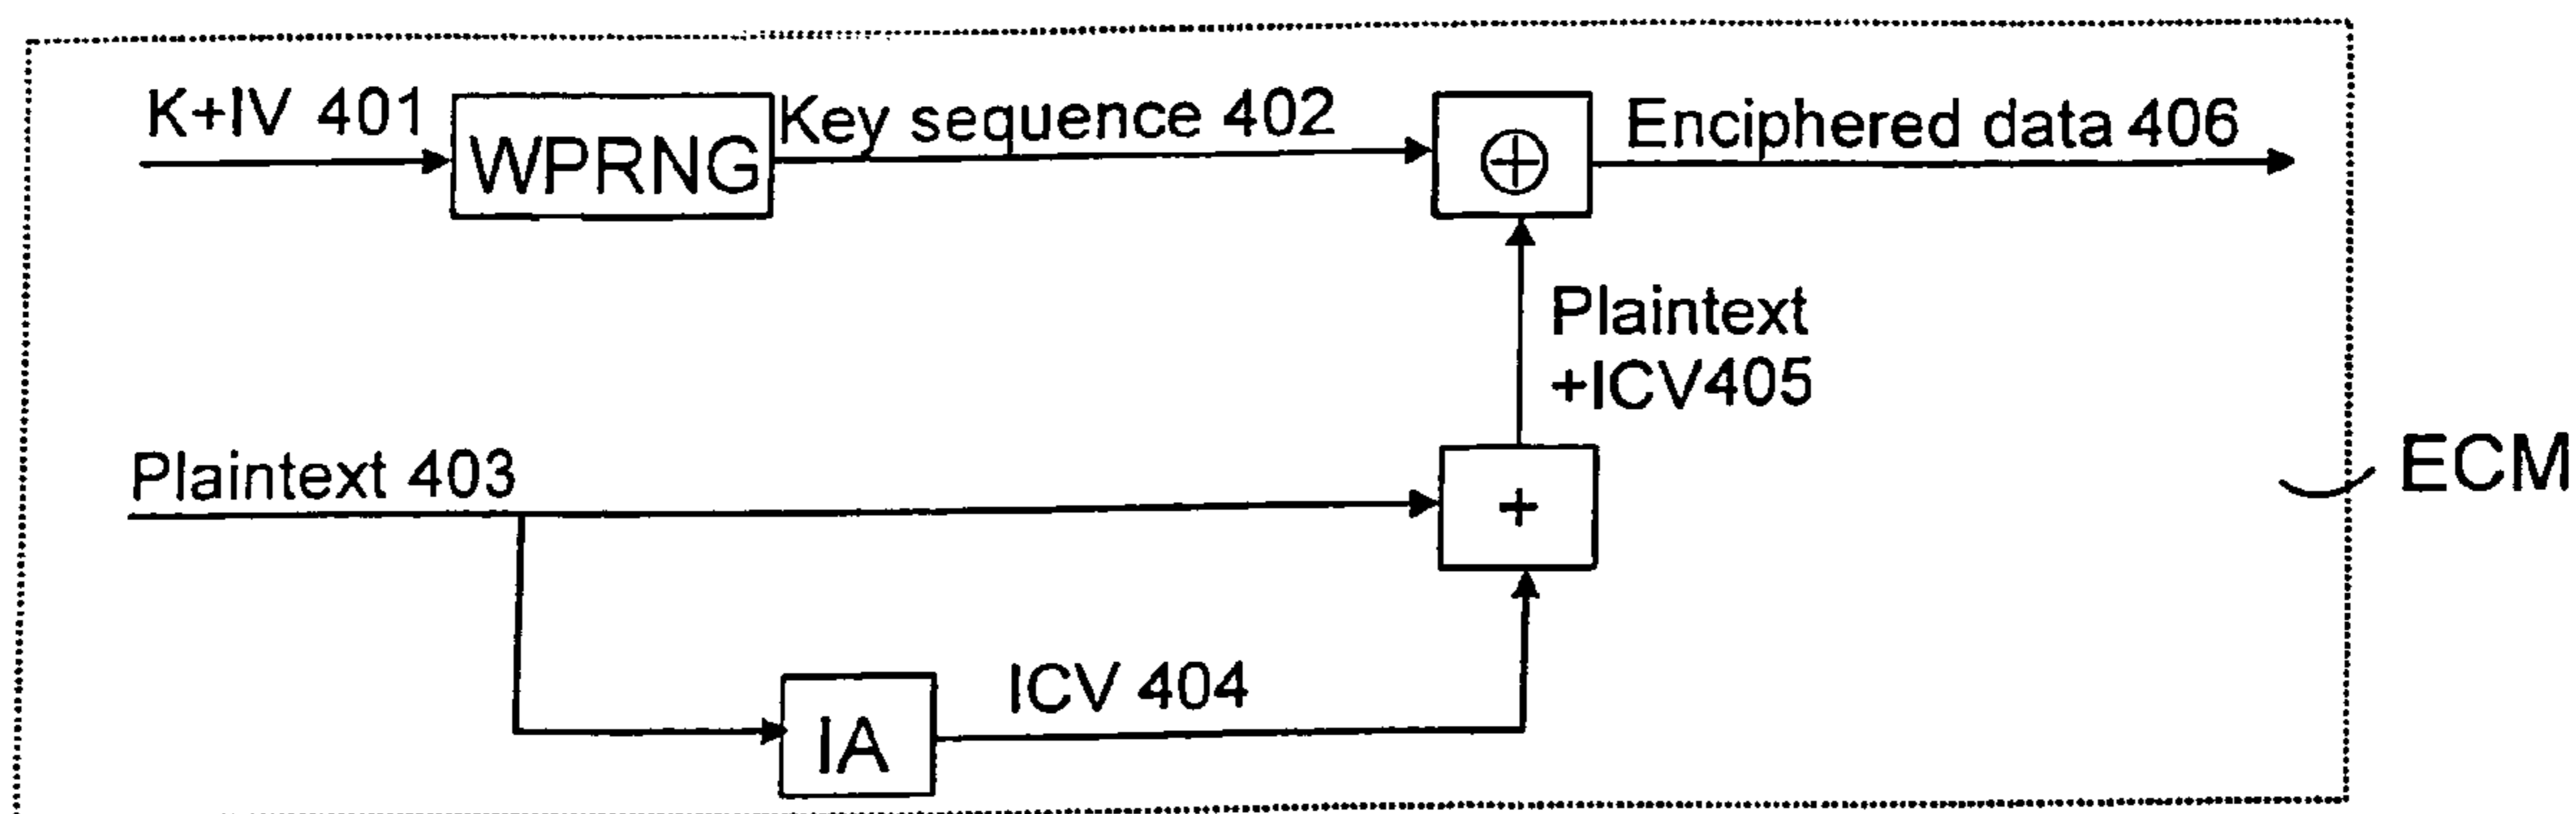 K+IV 401
WPRNG
Key sequence 402
⊕
Enciphered data 406
Plaintext
+ICV405
Plaintext 403
+
ECM
ICV 404
IA